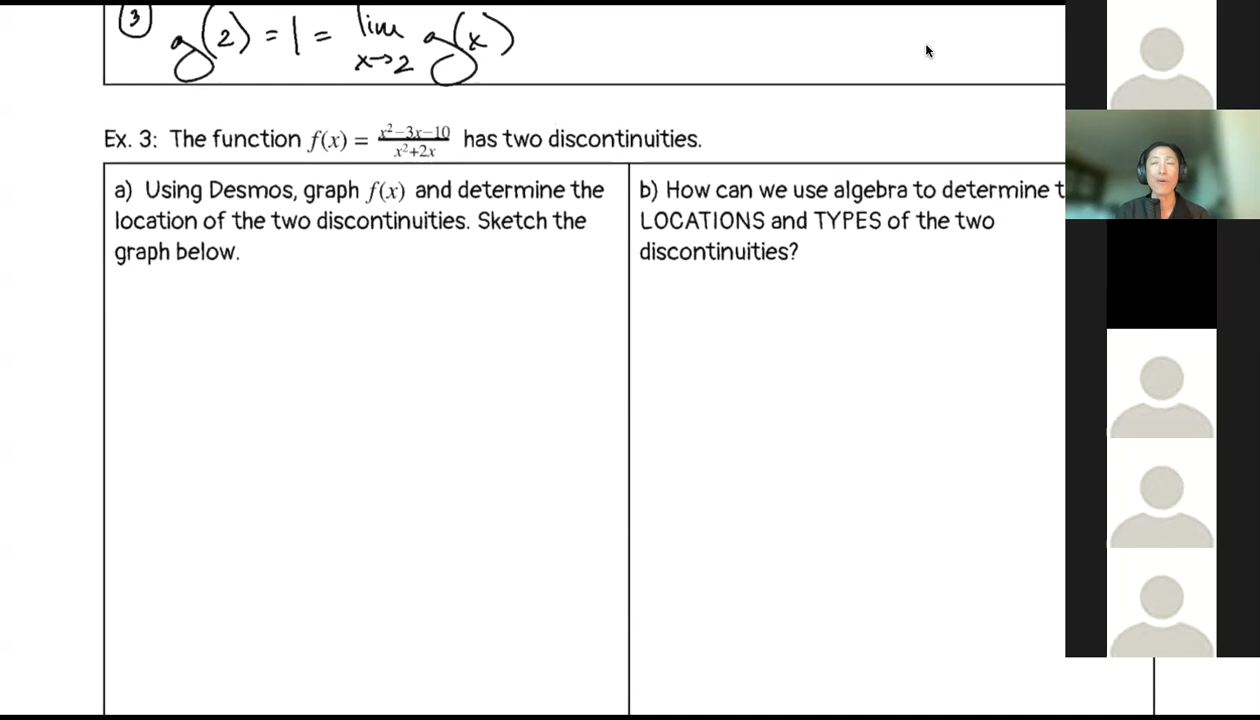 ③ g(2) = 1 = lim x→2 g(x)
Ex. 3: The function f(x) = (x²−3x−10)/(x²+2x) has two discontinuities.
a) Using Desmos, graph f(x) and determine the
location of the two discontinuities. Sketch the
graph below.
b) How can we use algebra to determine t
LOCATIONS and TYPES of the two
discontinuities?